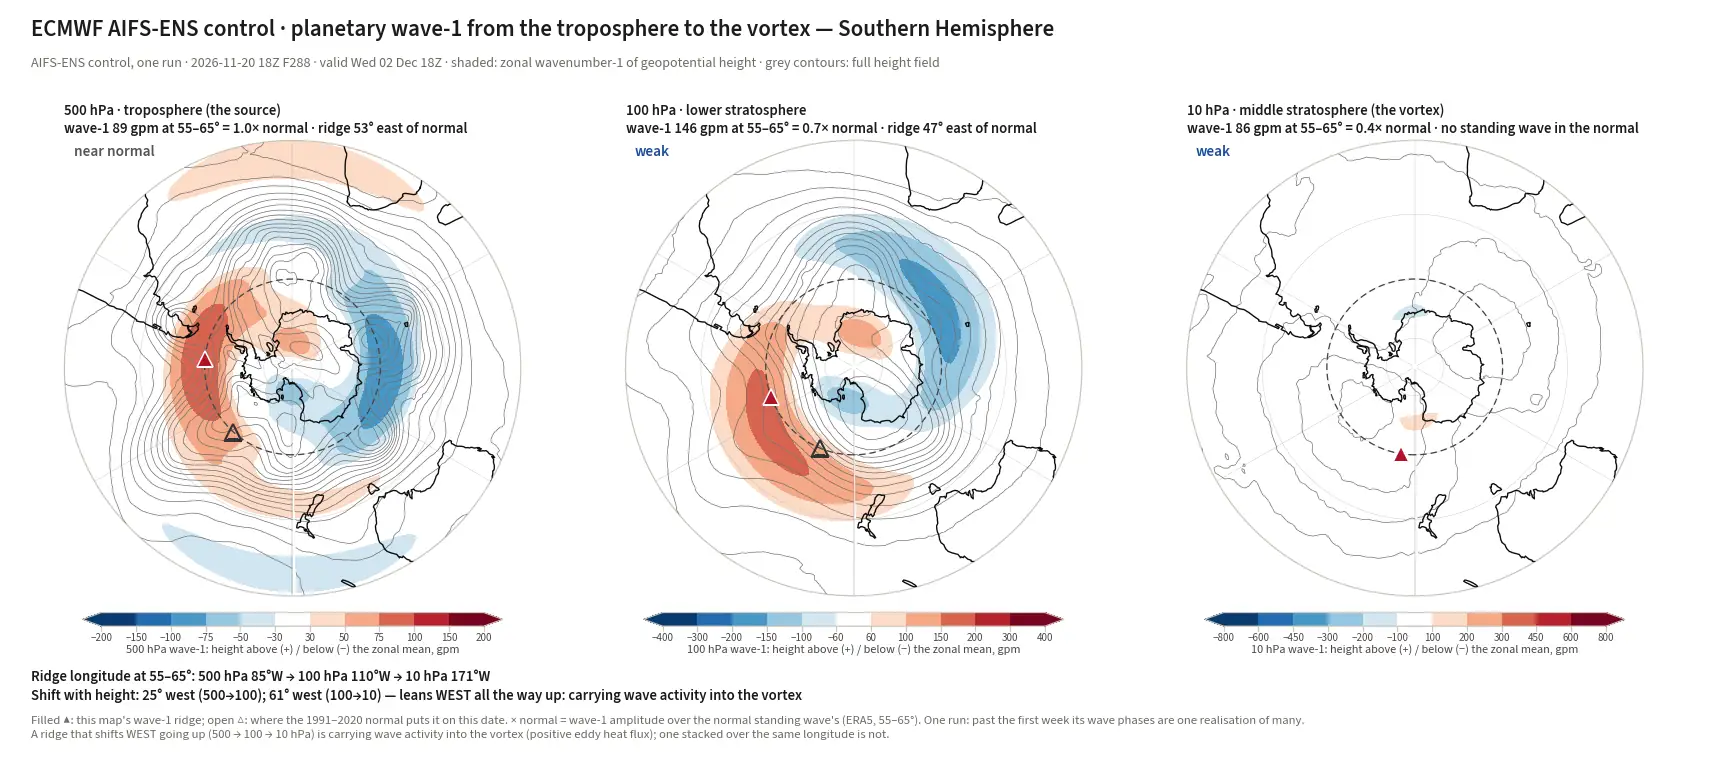 ECMWF AIFS-ENS control · planetary wave-1 from the troposphere to the vortex — Southern Hemisphere
AIFS-ENS control, one run · 2026-11-20 18Z F288 · valid Wed 02 Dec 18Z · shaded: zonal wavenumber-1 of geopotential height · grey contours: full height field
500 hPa · troposphere (the source)
wave-1 89 gpm at 55–65° = 1.0× normal · ridge 53° east of normal
near normal
100 hPa · lower stratosphere
wave-1 146 gpm at 55–65° = 0.7× normal · ridge 47° east of normal
weak
10 hPa · middle stratosphere (the vortex)
wave-1 86 gpm at 55–65° = 0.4× normal · no standing wave in the normal
weak
−200 −150 −100 −75 −50 −30 30 50 75 100 150 200
500 hPa wave-1: height above (+) / below (−) the zonal mean, gpm
−400 −300 −200 −150 −100 −60 60 100 150 200 300 400
100 hPa wave-1: height above (+) / below (−) the zonal mean, gpm
−800 −600 −450 −300 −200 −100 100 200 300 450 600 800
10 hPa wave-1: height above (+) / below (−) the zonal mean, gpm
Ridge longitude at 55–65°: 500 hPa 85°W → 100 hPa 110°W → 10 hPa 171°W
Shift with height: 25° west (500→100); 61° west (100→10) — leans WEST all the way up: carrying wave activity into the vortex
Filled ▲: this map's wave-1 ridge; open △: where the 1991–2020 normal puts it on this date. × normal = wave-1 amplitude over the normal standing wave's (ERA5, 55–65°). One run: past the first week its wave phases are one realisation of many.
A ridge that shifts WEST going up (500 → 100 → 10 hPa) is carrying wave activity into the vortex (positive eddy heat flux); one stacked over the same longitude is not.